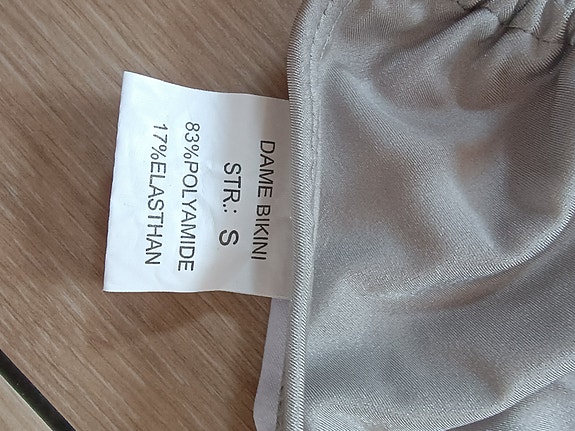 DAME BIKINI
STR.: S
83%POLYAMIDE
17%ELASTHAN